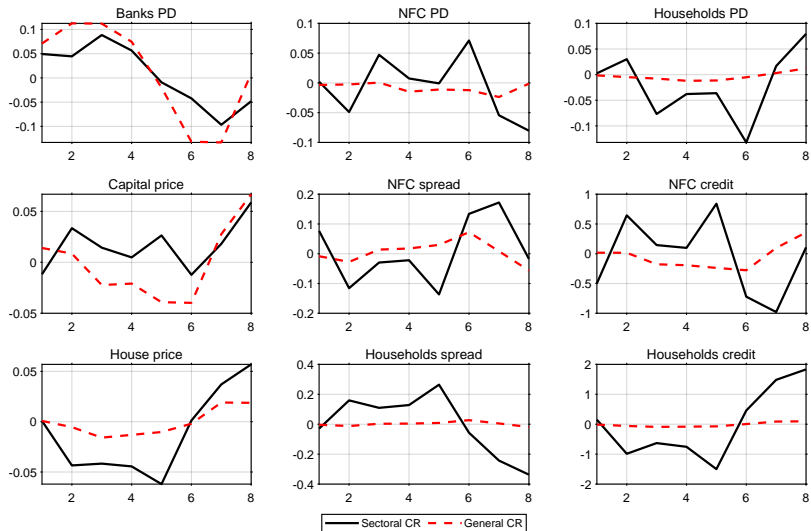 Banks PD
0.1
0.05
0
-0.05
-0.1
2 4 6 8
NFC PD
0.1
0.05
0
-0.05
-0.1
2 4 6 8
Households PD
0.1
0.05
0
-0.05
-0.1
2 4 6 8
Capital price
0.05
0
-0.05
2 4 6 8
NFC spread
0.2
0.1
0
-0.1
-0.2
2 4 6 8
NFC credit
1
0.5
0
-0.5
-1
2 4 6 8
House price
0.05
0
-0.05
2 4 6 8
Households spread
0.4
0.2
0
-0.2
-0.4
2 4 6 8
Households credit
2
1
0
-1
-2
2 4 6 8
Sectoral CR General CR